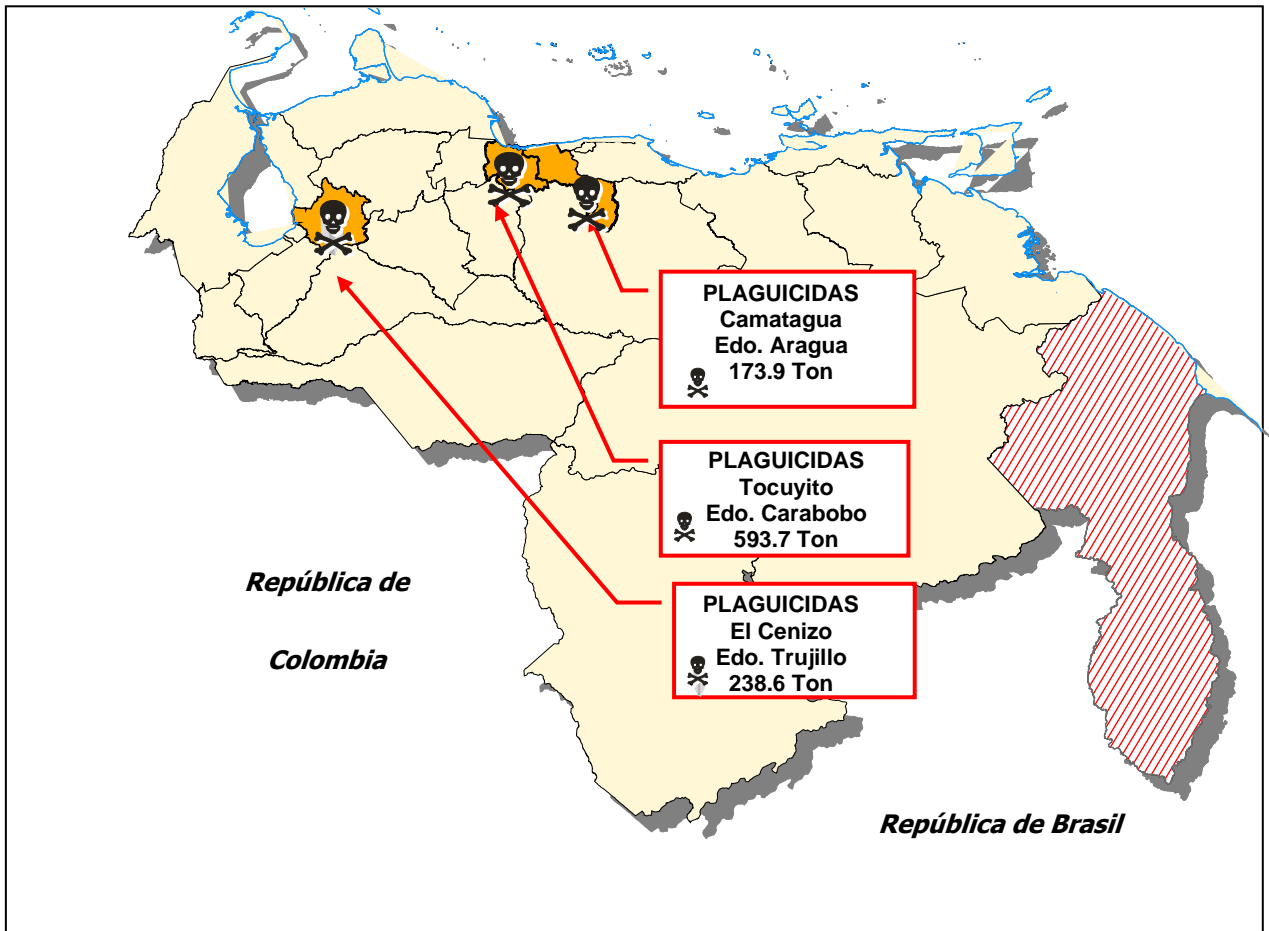 PLAGUICIDAS
Camatagua
Edo. Aragua
173.9 Ton
PLAGUICIDAS
Tocuyito
Edo. Carabobo
593.7 Ton
PLAGUICIDAS
El Cenizo
Edo. Trujillo
238.6 Ton
República de
Colombia
República de Brasil